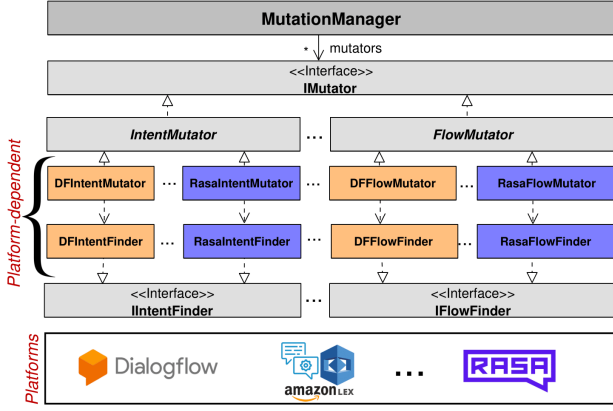 MutationManager
* mutators
<<Interface>>
IMutator
IntentMutator ... FlowMutator
Platform-dependent
DFIntentMutator ... RasaIntentMutator ... DFFlowMutator ... RasaFlowMutator
DFIntentFinder ... RasaIntentFinder ... DFFlowFinder ... RasaFlowFinder
<<Interface>> <<Interface>>
IIntentFinder ... IFlowFinder
Platforms
Dialogflow
amazon LEX
...
RASA